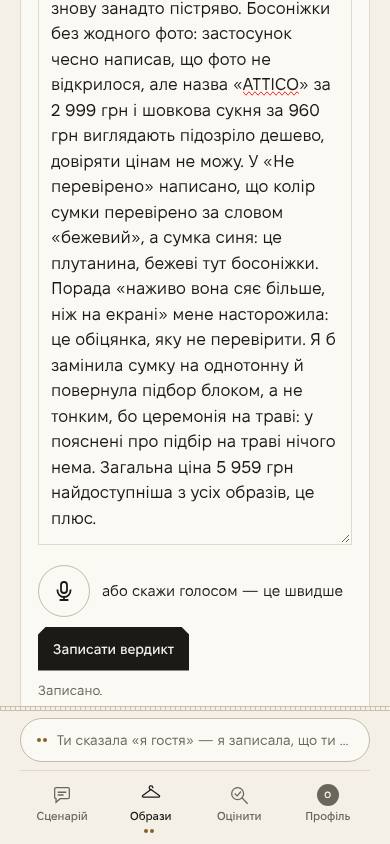 знову занадто пістряво. Босоніжки
без жодного фото: застосунок
чесно написав, що фото не
відкрилося, але назва «ATTICO» за
2 999 грн і шовкова сукня за 960
грн виглядають підозріло дешево,
довіряти цінам не можу. У «Не
перевірено» написано, що колір
сумки перевірено за словом
«бежевий», а сумка синя: це
плутанина, бежеві тут босоніжки.
Порада «наживо вона сяє більше,
ніж на екрані» мене насторожила:
це обіцянка, яку не перевірити. Я б
замінила сумку на однотонну й
повернула підбор блоком, а не
тонким, бо церемонія на траві: у
поясненi про підбір на траві нічого
нема. Загальна ціна 5 959 грн
найдоступніша з усіх образів, це
плюс.
або скажи голосом — це швидше
Записати вердикт
Записано.
Ти сказала «я гостя» — я записала, що ти ...
Сценарій
Образи
Оцінити
О
Профіль